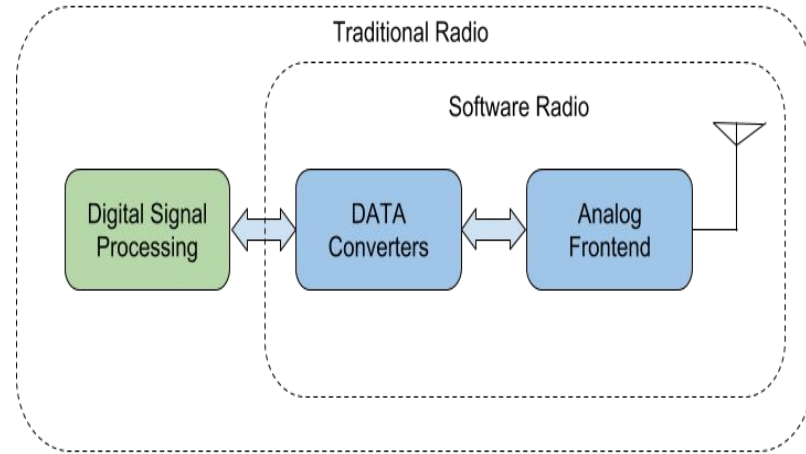 Traditional Radio
Software Radio
Digital Signal
Processing
DATA
Converters
Analog
Frontend